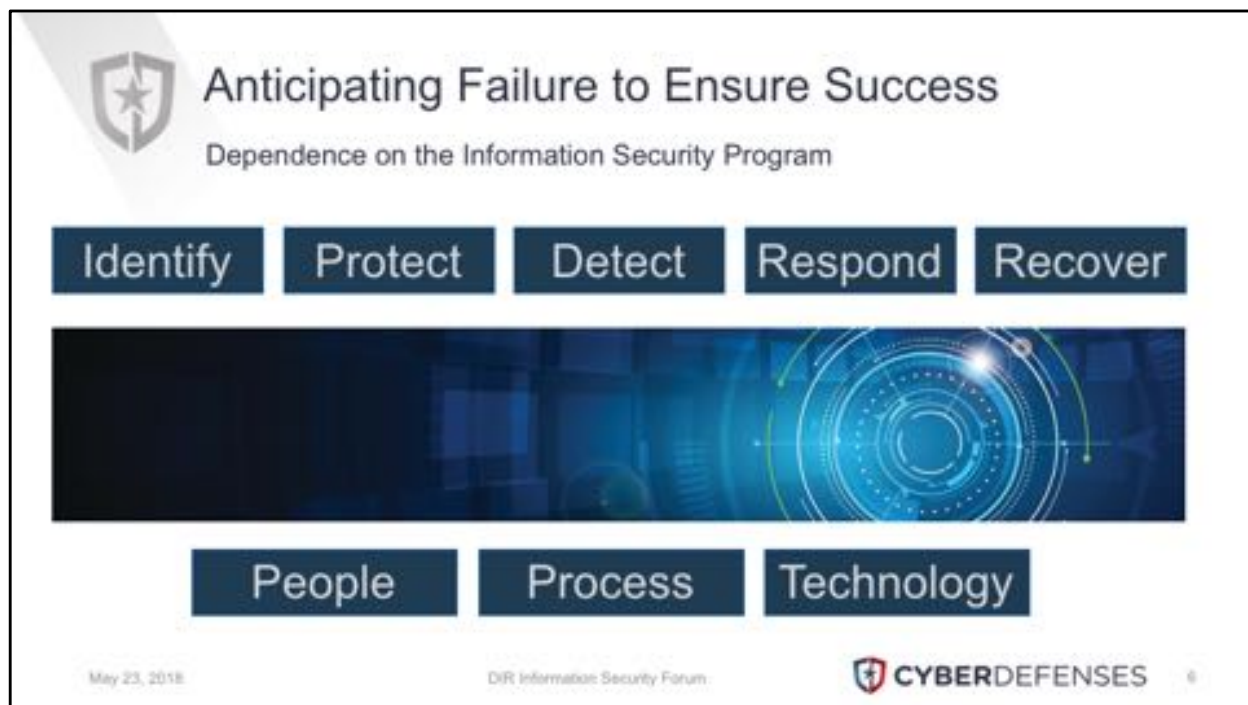 Anticipating Failure to Ensure Success
Dependence on the Information Security Program
Identify Protect Detect Respond Recover
People Process Technology
May 23, 2018 DIR Information Security Forum CYBERDEFENSES 6